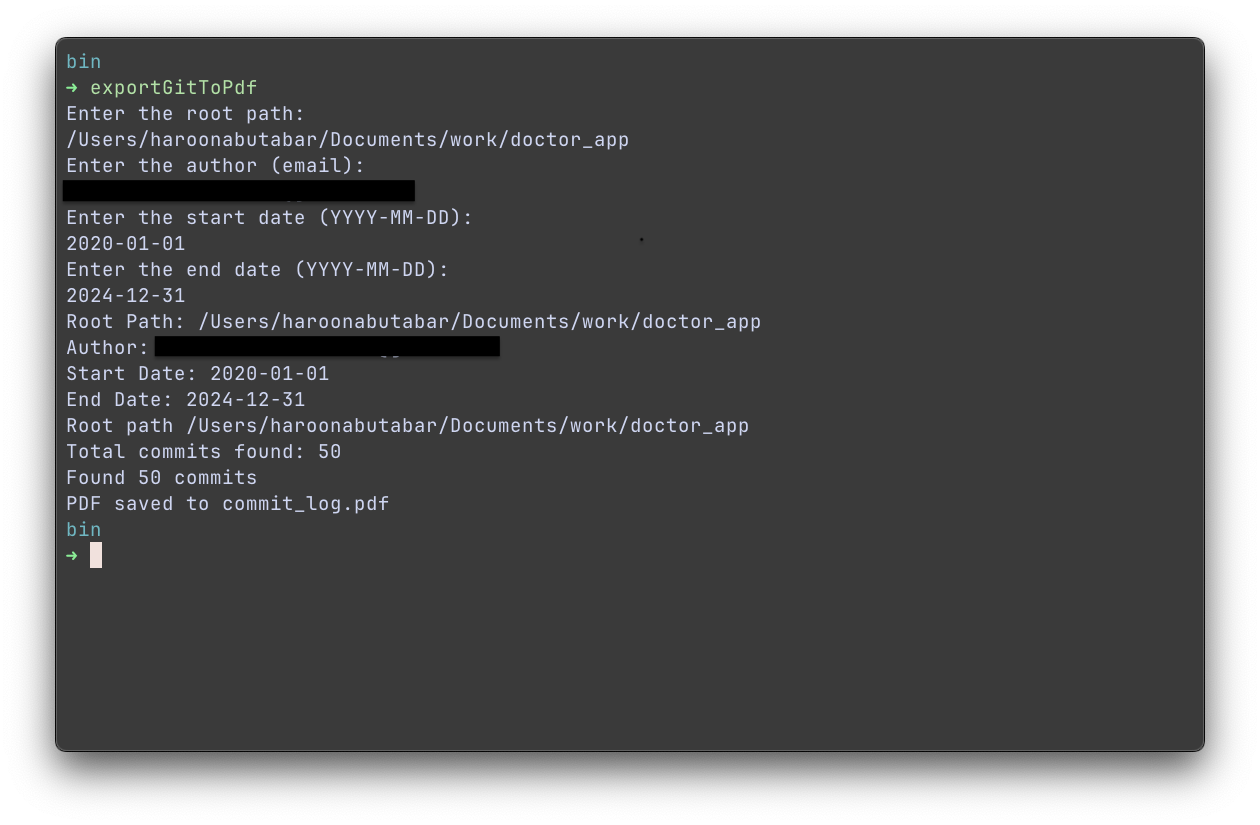 bin
➜ exportGitToPdf
Enter the root path:
/Users/haroonabutabar/Documents/work/doctor_app
Enter the author (email):
Enter the start date (YYYY-MM-DD):
2020-01-01
Enter the end date (YYYY-MM-DD):
2024-12-31
Root Path: /Users/haroonabutabar/Documents/work/doctor_app
Author:
Start Date: 2020-01-01
End Date: 2024-12-31
Root path /Users/haroonabutabar/Documents/work/doctor_app
Total commits found: 50
Found 50 commits
PDF saved to commit_log.pdf
bin
➜